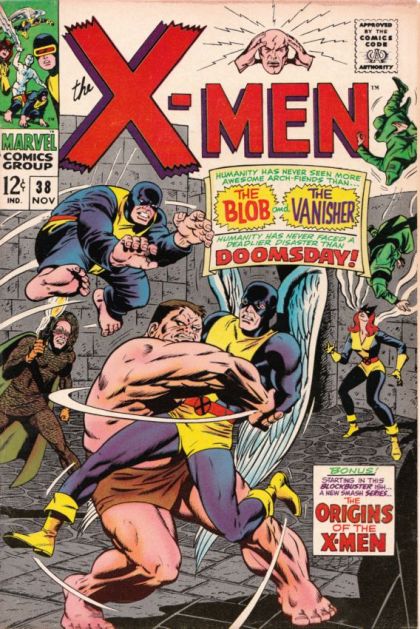 the
X-MEN
™
APPROVED
BY THE
COMICS
CODE
AUTHORITY
MARVEL
COMICS
GROUP
12¢
IND.
38
NOV
HUMANITY HAS NEVER SEEN MORE
AWESOME ARCH-FIENDS THAN...
THE
BLOB
and
THE
VANISHER
HUMANITY HAS NEVER FACED A
DEADLIER DISASTER THAN
DOOMSDAY!
BONUS!
STARTING IN THIS
BLOCKBUSTER ISH...
A NEW SMASH SERIES...
THE
ORIGINS
OF THE
X-MEN